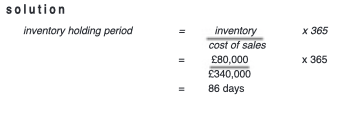 solution
inventory holding period = inventory x 365
cost of sales
= £80,000 x 365
£340,000
= 86 days